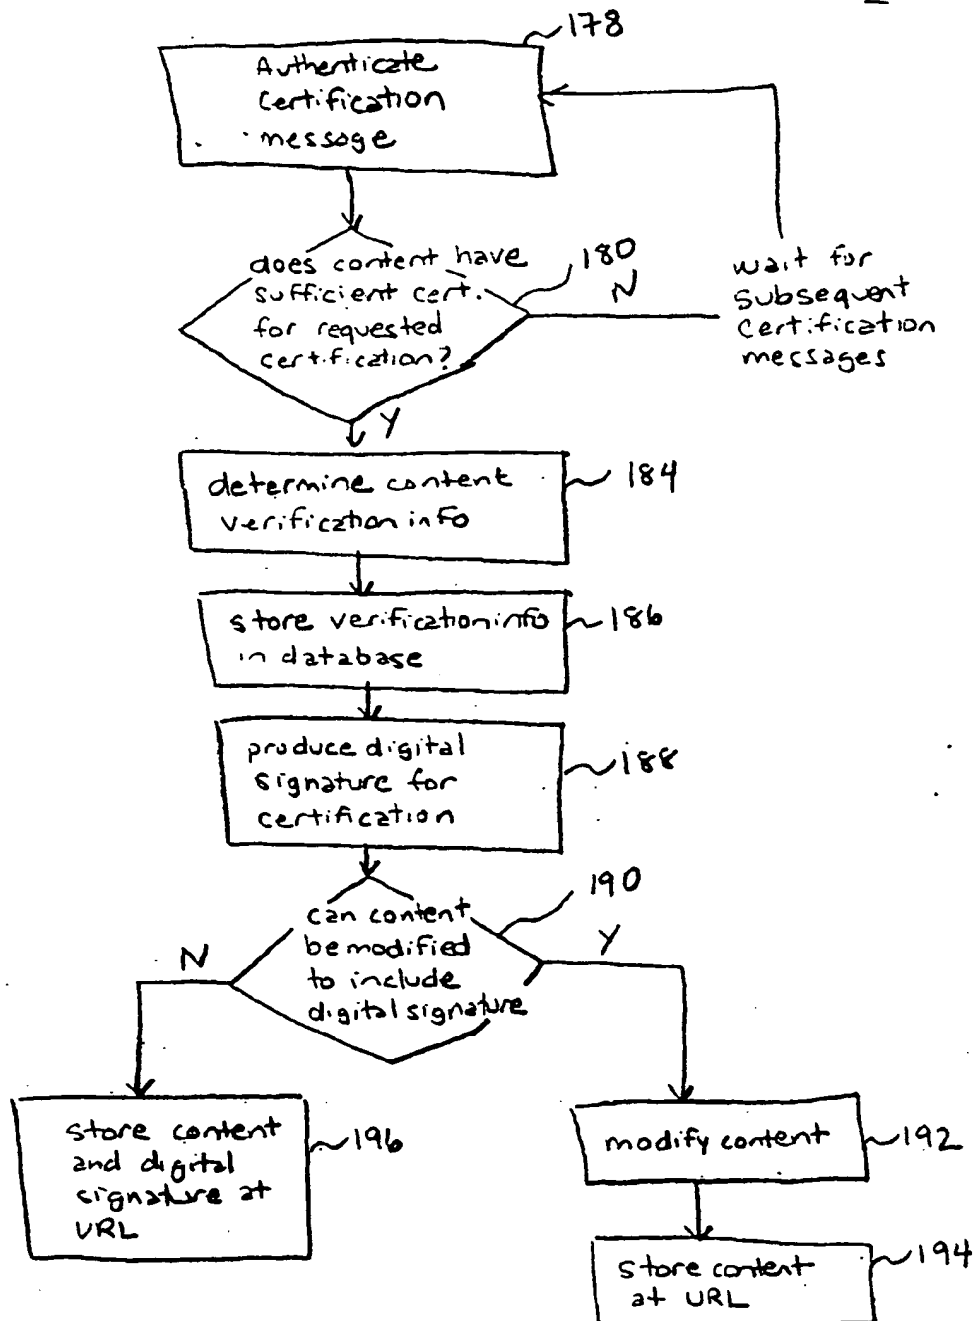 178
Authenticate
Certification
message
does content have
sufficient cert.
for requested
certification?
180
N
wait for
subsequent
certification
messages
Y
determine content
verification info
184
store verification info
in database
186
produce digital
signature for
certification
188
can content
be modified
to include
digital signature
190
N
Y
store content
and digital
signature at
URL
196
modify content
192
store content
at URL
194